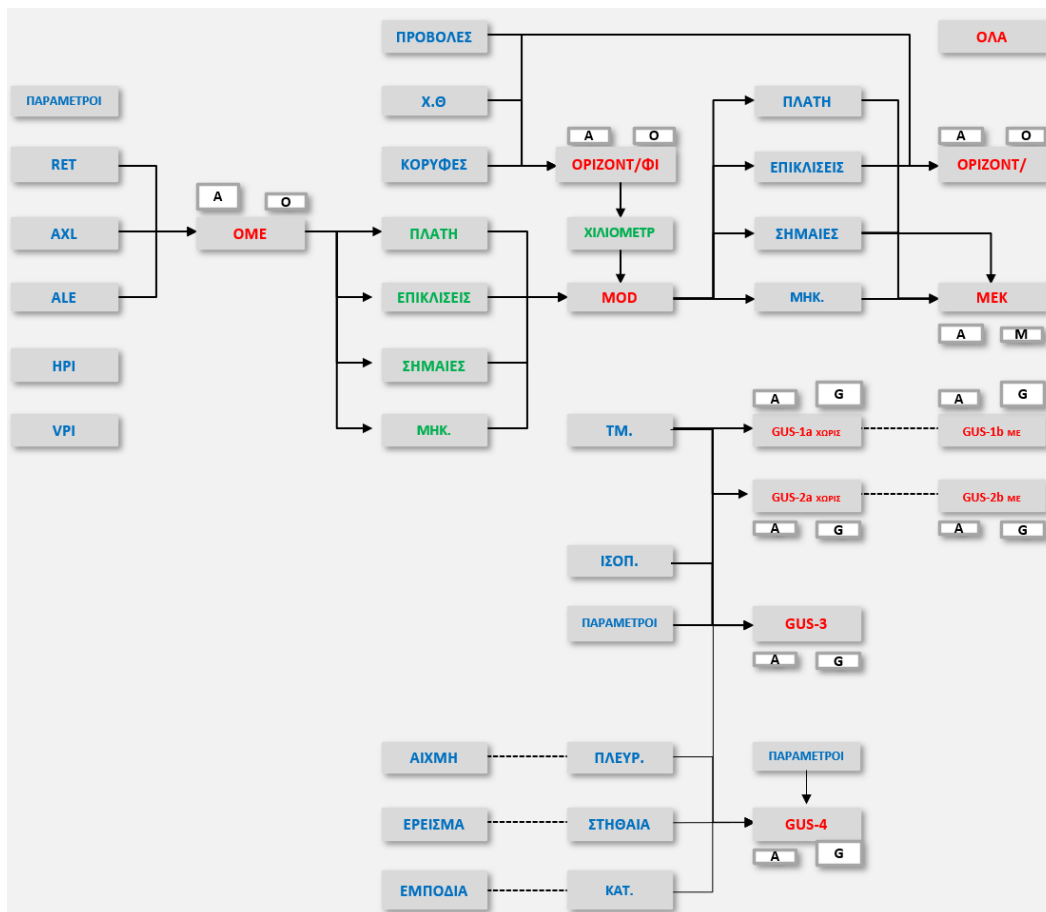 ΠΡΟΒΟΛΕΣ
ΟΛΑ
ΠΑΡΑΜΕΤΡΟΙ
Χ.Θ
ΠΛΑΤΗ
A O
A O
RET
ΚΟΡΥΦΕΣ
ΟΡΙΖΟΝΤ/ΦΙ
ΕΠΙΚΛΙΣΕΙΣ
ΟΡΙΖΟΝΤ/
A O
AXL
ΟΜΕ
ΠΛΑΤΗ
ΧΙΛΙΟΜΕΤΡ
ΣΗΜΑΙΕΣ
ALE
ΕΠΙΚΛΙΣΕΙΣ
MOD
ΜΗΚ.
ΜΕΚ
A M
HPI
ΣΗΜΑΙΕΣ
A G
A G
VPI
ΜΗΚ.
ΤΜ.
GUS-1a ΧΩΡΙΣ
GUS-1b ΜΕ
GUS-2a ΧΩΡΙΣ
GUS-2b ΜΕ
A G
A G
ΙΣΟΠ.
ΠΑΡΑΜΕΤΡΟΙ
GUS-3
A G
ΑΙΧΜΗ
ΠΛΕΥΡ.
ΠΑΡΑΜΕΤΡΟΙ
ΕΡΕΙΣΜΑ
ΣΤΗΘΑΙΑ
GUS-4
A G
ΕΜΠΟΔΙΑ
ΚΑΤ.